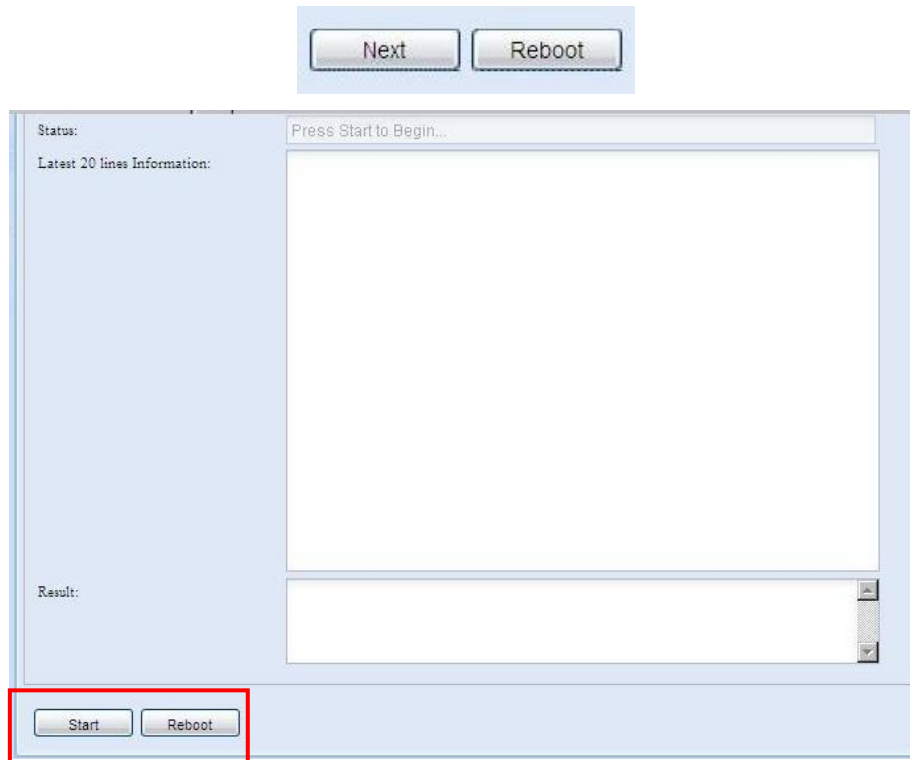 Next Reboot
Status: Press Start to Begin...
Latest 20 lines Information:
Result:
Start Reboot